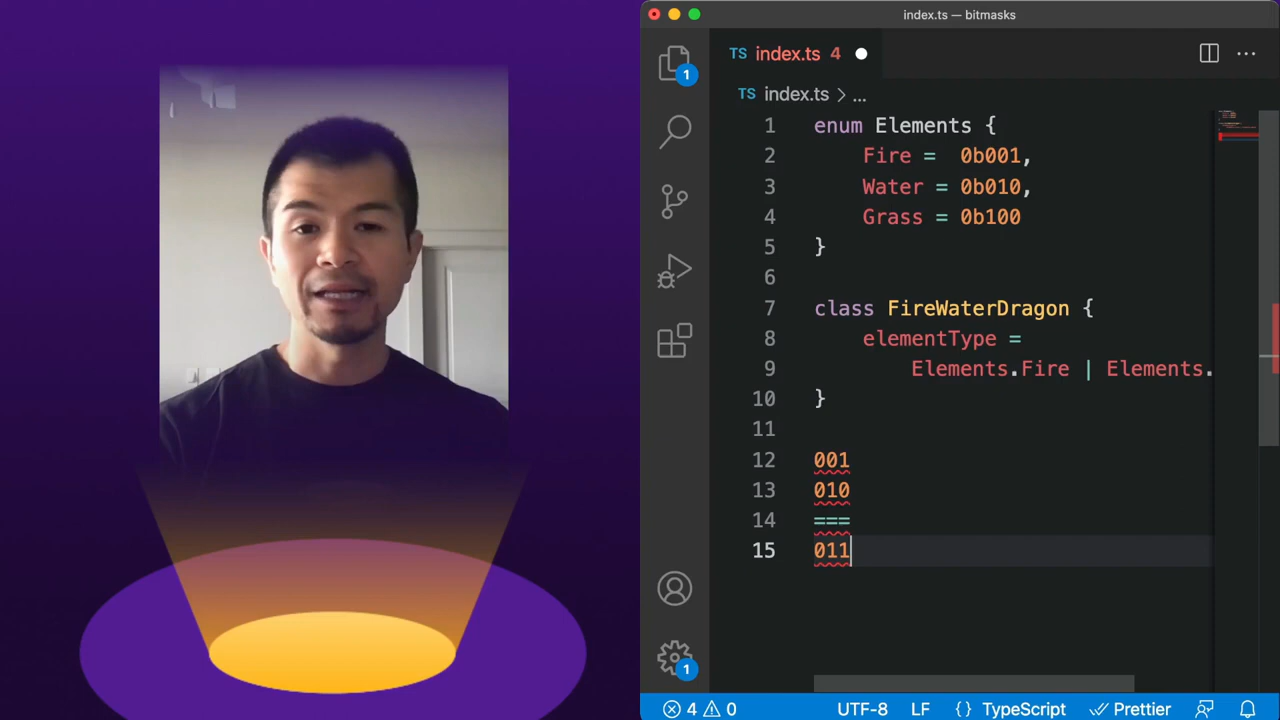 index.ts — bitmasks
1
TS index.ts 4
TS index.ts > ...
1 enum Elements {
2 Fire =  0b001,
3 Water = 0b010,
4 Grass = 0b100
5 }
6
7 class FireWaterDragon {
8 elementType =
9 Elements.Fire | Elements.
10 }
11
12 001
13 010
14 ===
15 011
1
4 0 UTF-8 LF {} TypeScript Prettier